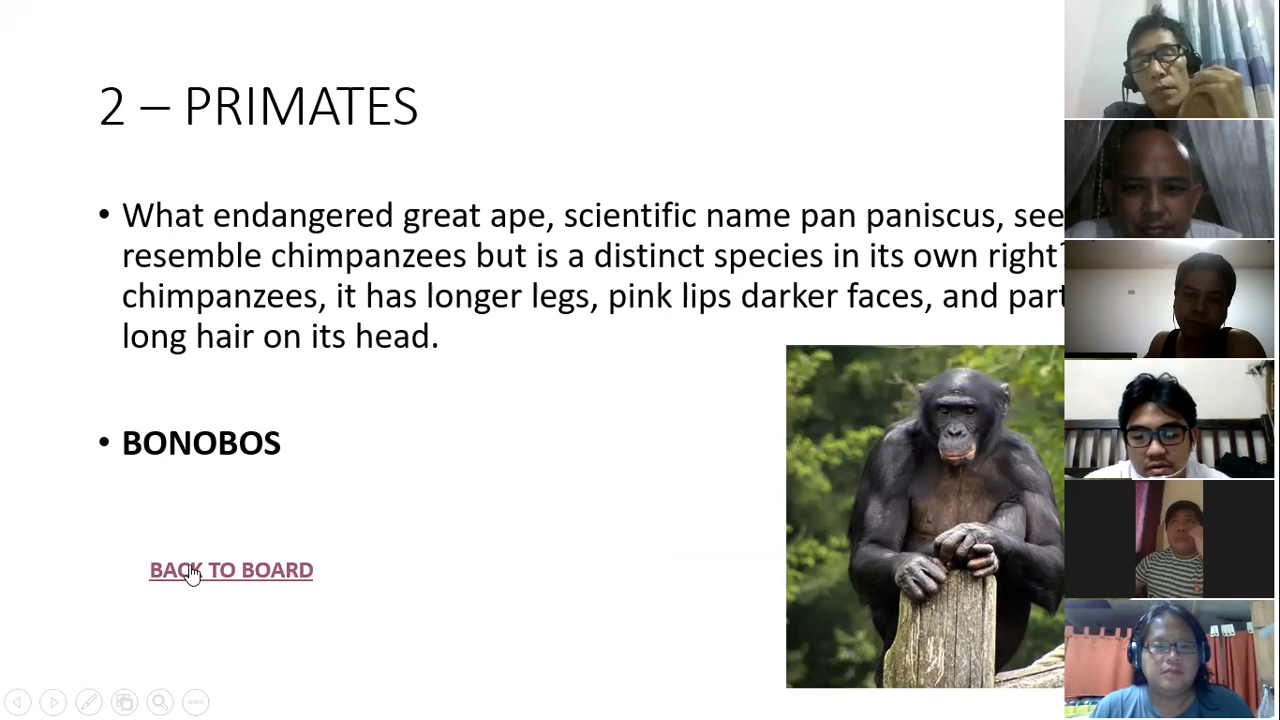 2 – PRIMATES
• What endangered great ape, scientific name pan paniscus, see
resemble chimpanzees but is a distinct species in its own right?
chimpanzees, it has longer legs, pink lips darker faces, and part
long hair on its head.
• BONOBOS
BACK TO BOARD